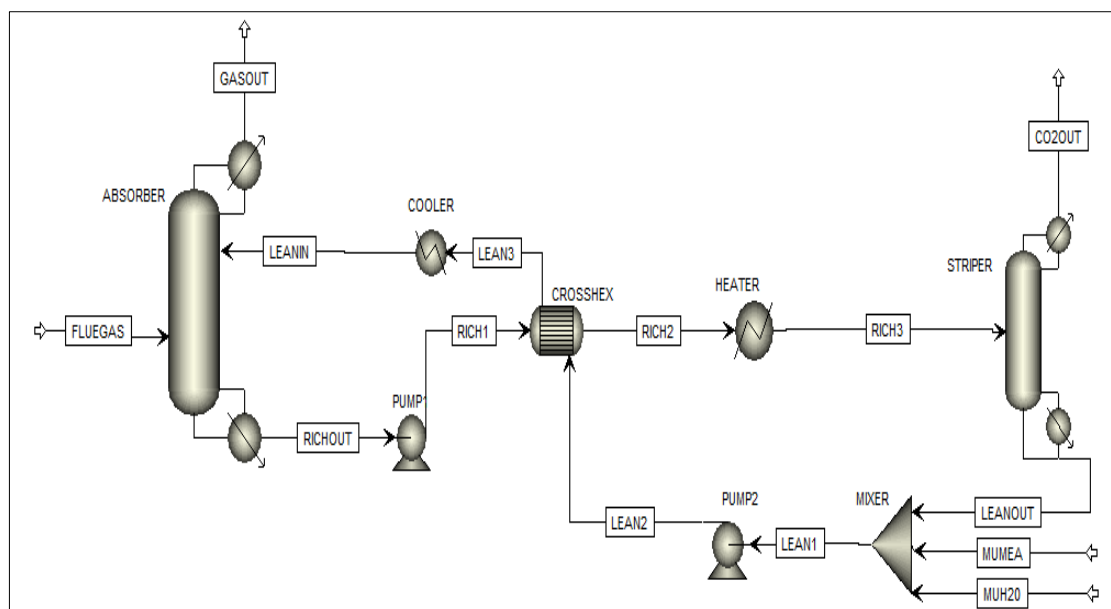 GASOUT
CO2OUT
ABSORBER
COOLER
LEANIN
LEAN3
STRIPER
HEATER
CROSSHEX
FLUEGAS
RICH1
RICH2
RICH3
PUMP1
RICHOUT
PUMP2
MIXER
LEAN2
LEAN1
LEANOUT
MUMEA
MUH20